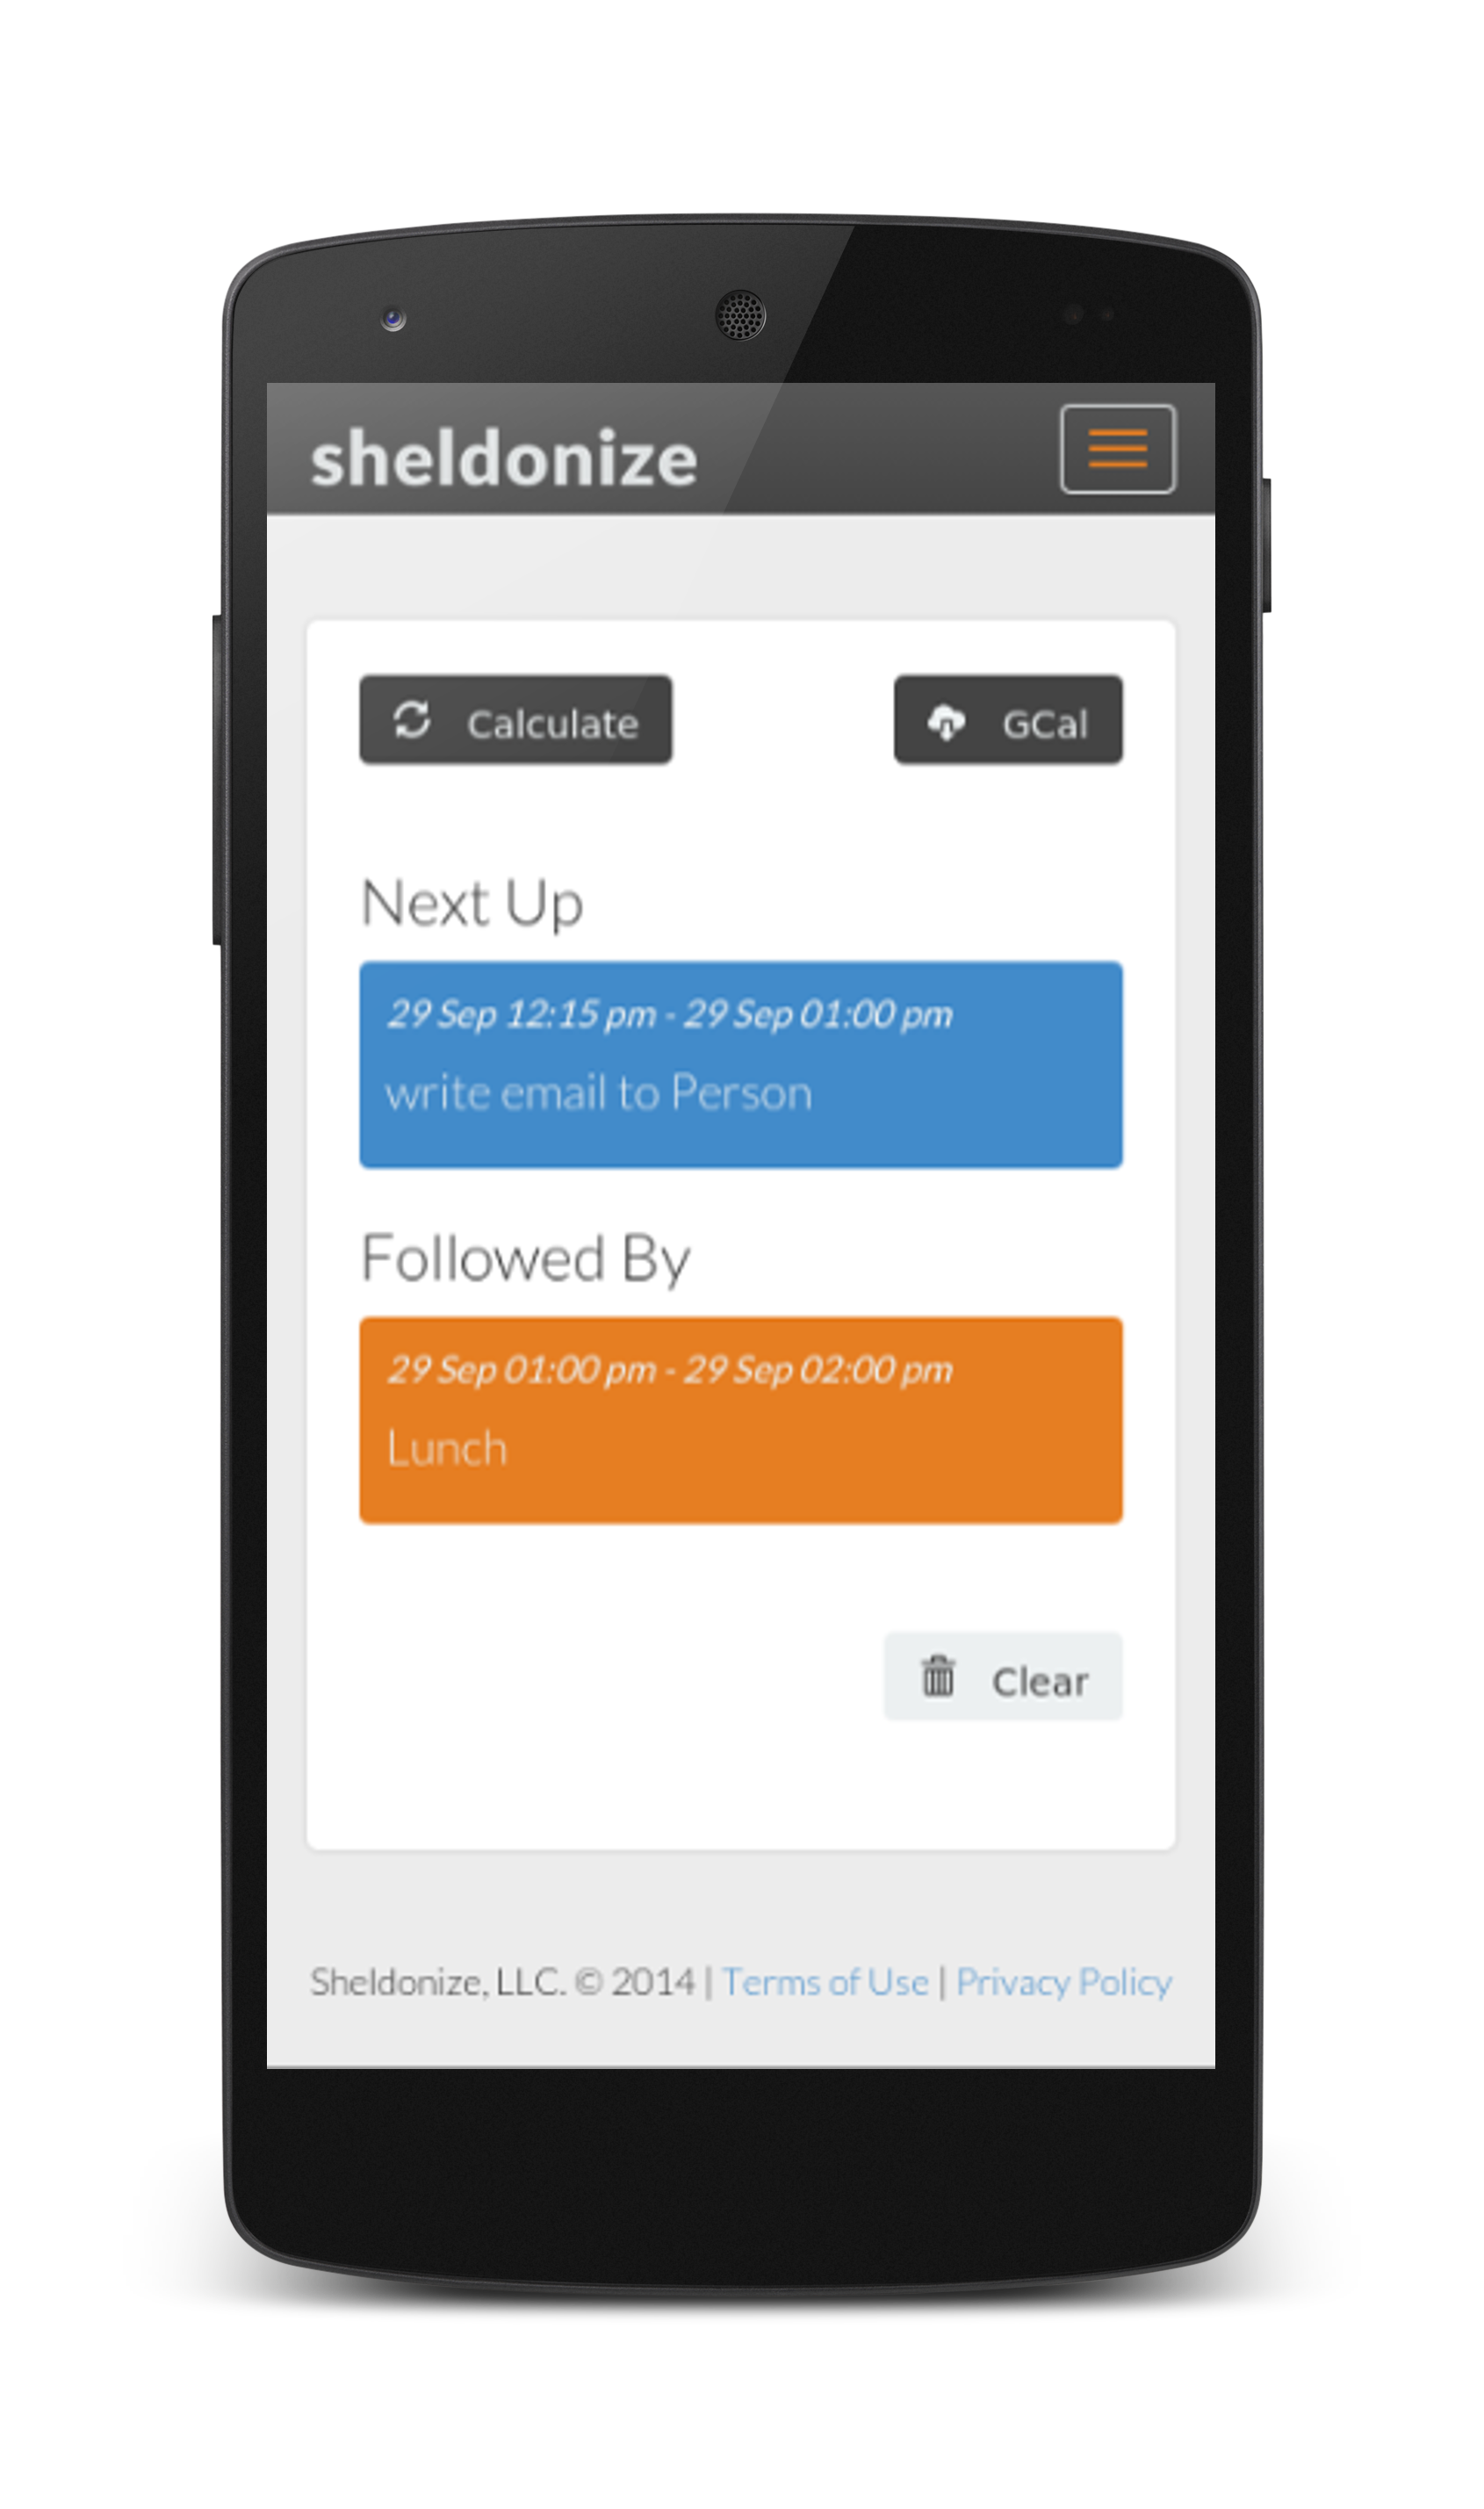 sheldonize
Calculate
GCal
Next Up
29 Sep 12:15 pm - 29 Sep 01:00 pm
write email to Person
Followed By
29 Sep 01:00 pm - 29 Sep 02:00 pm
Lunch
Clear
Sheldonize, LLC. © 2014 | Terms of Use | Privacy Policy